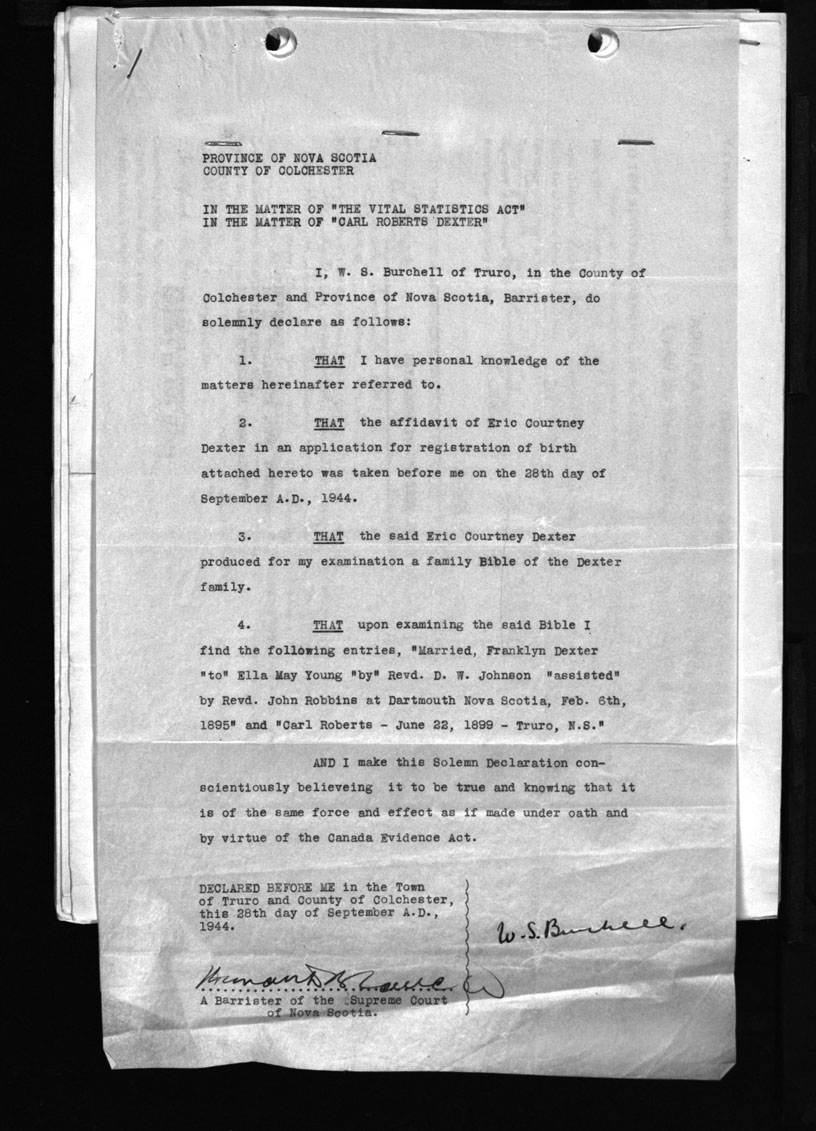 PROVINCE OF NOVA SCOTIA
COUNTY OF COLCHESTER
IN THE MATTER OF "THE VITAL STATISTICS ACT"
IN THE MATTER OF "CARL ROBERTS DEXTER"
I, W. S. Burchell of Truro, in the County of
Colchester and Province of Nova Scotia, Barrister, do
solemnly declare as follows:
1. THAT I have personal knowledge of the
matters hereinafter referred to.
2. THAT the affidavit of Eric Courtney
Dexter in an application for registration of birth
attached hereto was taken before me on the 28th day of
September A.D., 1944.
3. THAT the said Eric Courtney Dexter
produced for my examination a family Bible of the Dexter
family.
4. THAT upon examining the said Bible I
find the following entries, "Married, Franklyn Dexter
"to" Ella May Young "by" Revd. D. W. Johnson "assisted"
by Revd. John Robbins at Dartmouth Nova Scotia, Feb. 6th,
1895" and "Carl Roberts - June 22, 1899 - Truro, N.S."
AND I make this Solemn Declaration con-
scientiously believeing it to be true and knowing that it
is of the same force and effect as if made under oath and
by virtue of the Canada Evidence Act.
DECLARED BEFORE ME in the Town
of Truro and County of Colchester,
this 28th day of September A.D.,
1944.
W. S. Burchell.
A Barrister of the Supreme Court
of Nova Scotia.